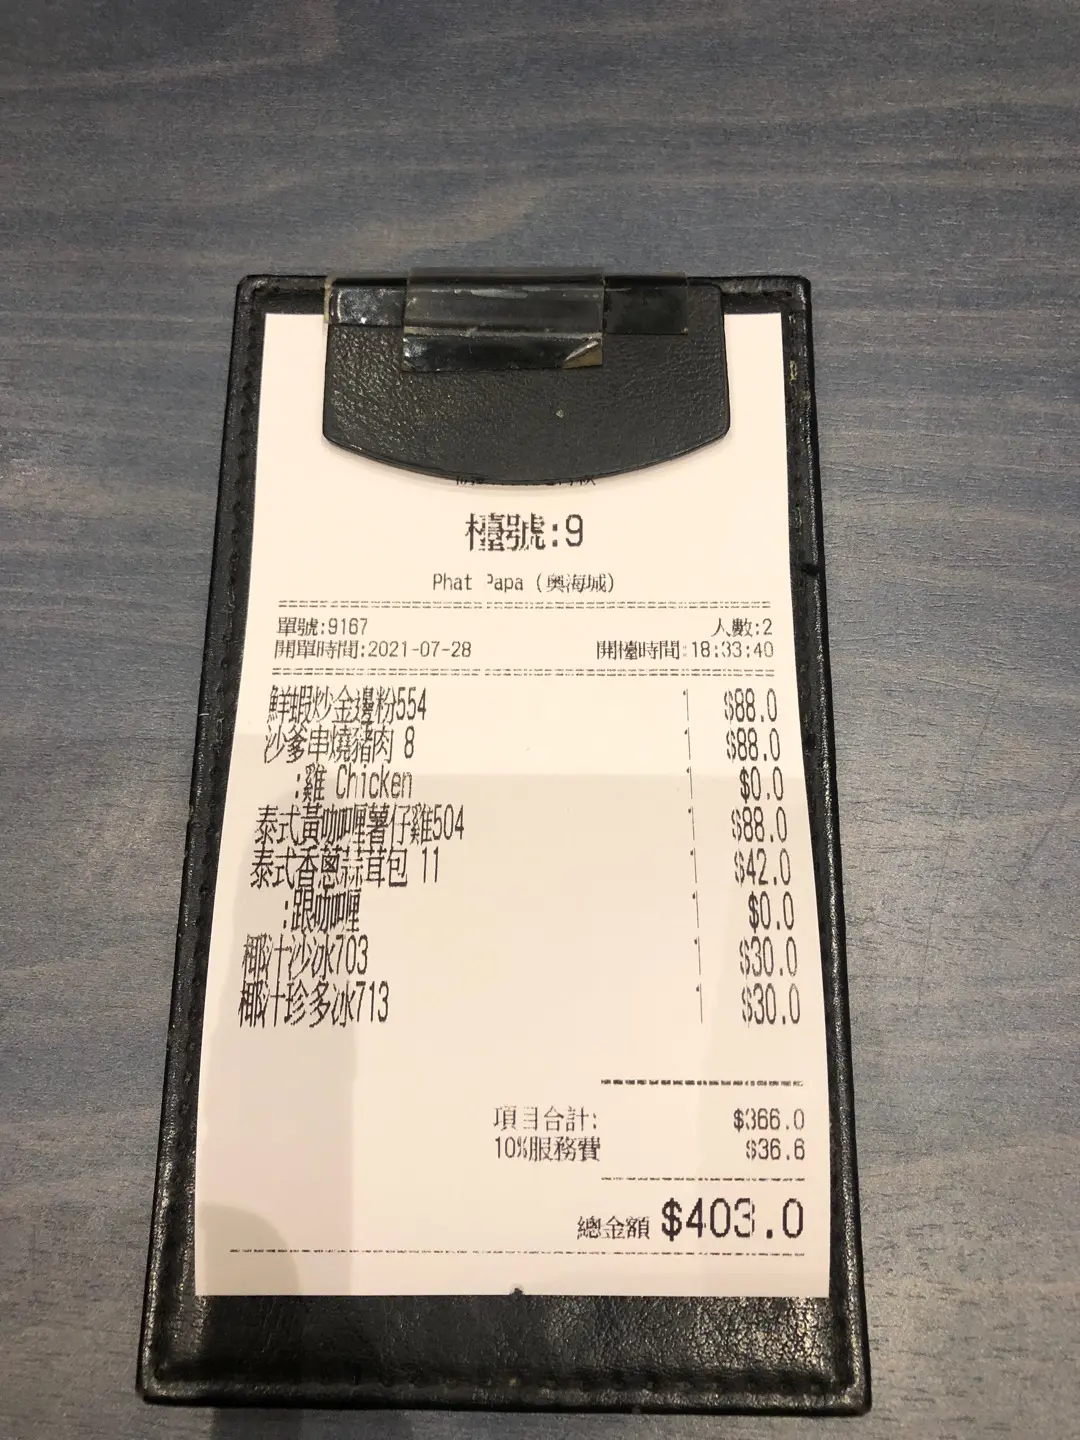 檯號:9
Phat Papa (奧海城)
單號:9167 人數:2
開單時間:2021-07-28 開檯時間:18:33:40
鮮蝦炒金邊粉554 1 $88.0
沙爹串燒豬肉 8 1 $88.0
:雞 Chicken 1 $0.0
泰式黃咖喱薯仔雞504 1 $88.0
泰式香蔥蒜茸包 11 1 $42.0
:跟咖喱 1 $0.0
椰汁沙冰703 1 $30.0
椰汁珍多冰713 1 $30.0
項目合計: $366.0
10%服務費 $36.6
總金額 $403.0